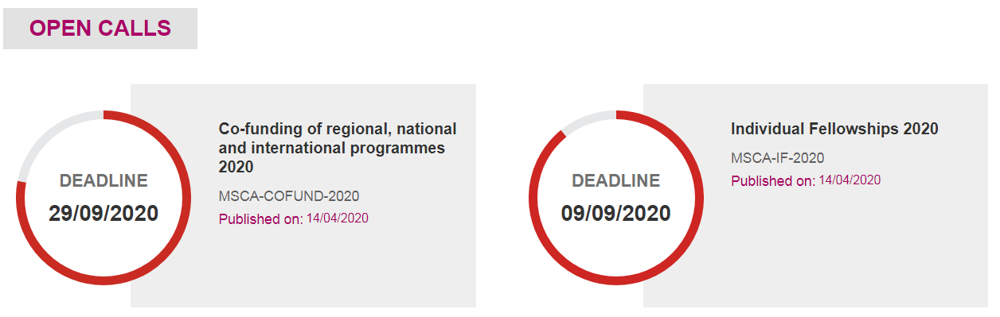 OPEN CALLS
DEADLINE
29/09/2020
Co-funding of regional, national
and international programmes
2020
MSCA-COFUND-2020
Published on: 14/04/2020
DEADLINE
09/09/2020
Individual Fellowships 2020
MSCA-IF-2020
Published on: 14/04/2020